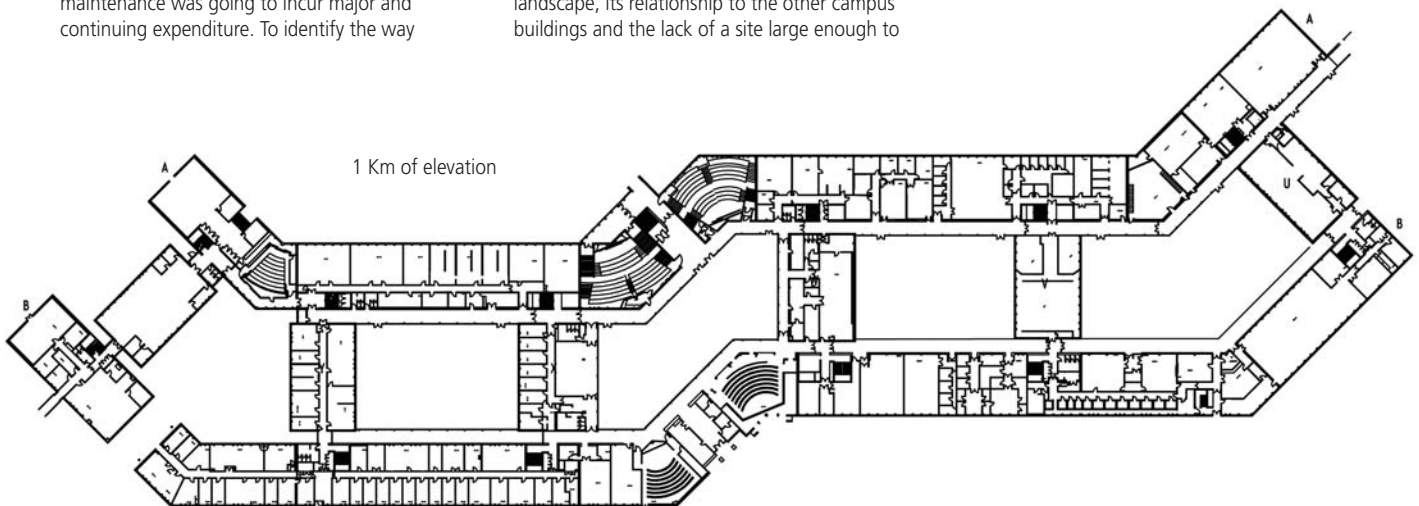 maintenance was going to incur major and
continuing expenditure. To identify the way
landscape, its relationship to the other campus
buildings and the lack of a site large enough to
1 Km of elevation
A
A
B
U
B
V
Y
X
Z